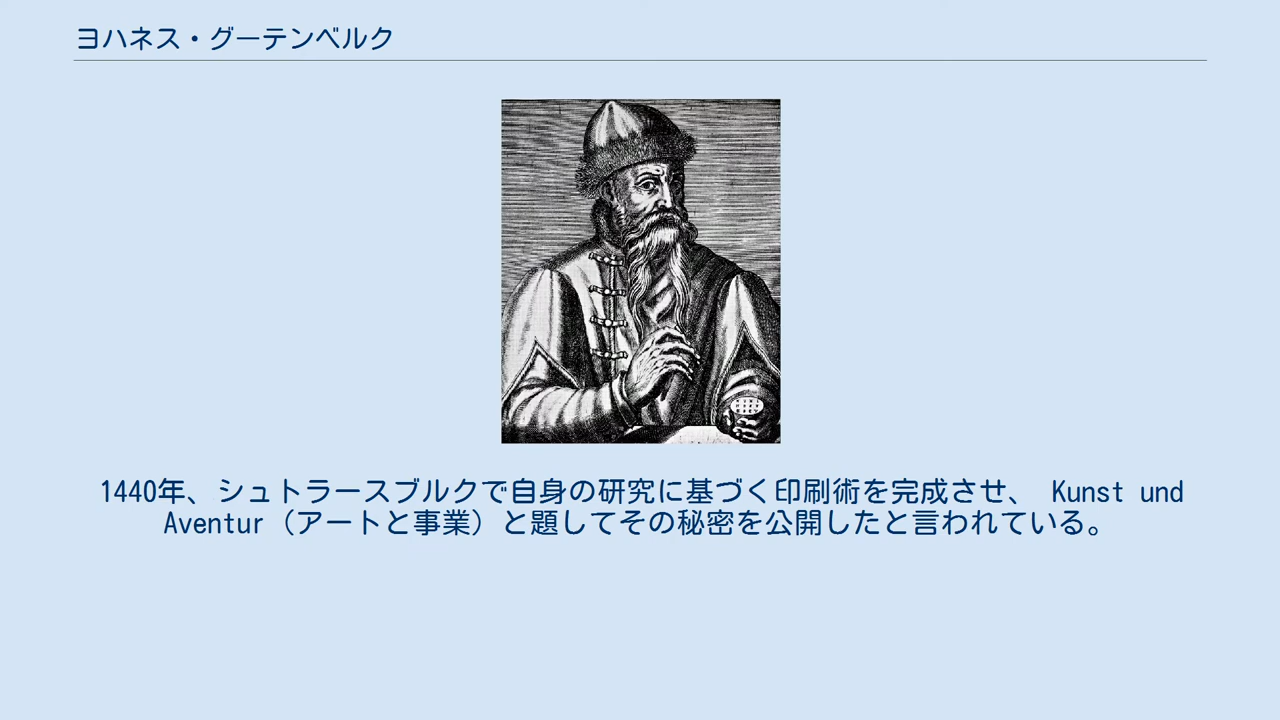 ヨハネス・グーテンベルク
1440年、シュトラースブルクで自身の研究に基づく印刷術を完成させ、 Kunst und
Aventur（アートと事業）と題してその秘密を公開したと言われている。